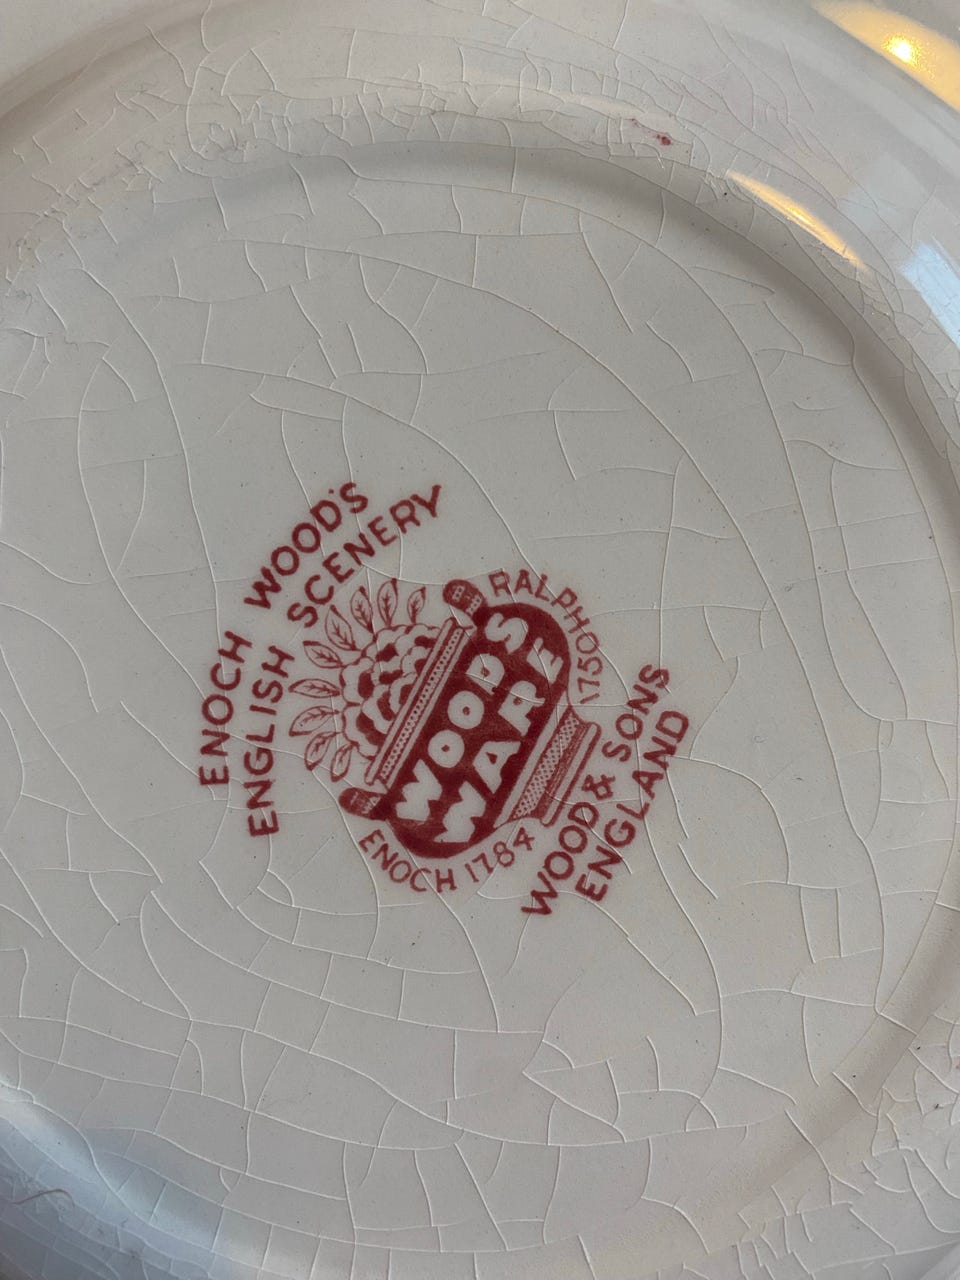 ENOCH WOOD'S
ENGLISH SCENERY
RALPH 1750
WOODS
WARE
ENOCH 1784
WOOD & SONS
ENGLAND